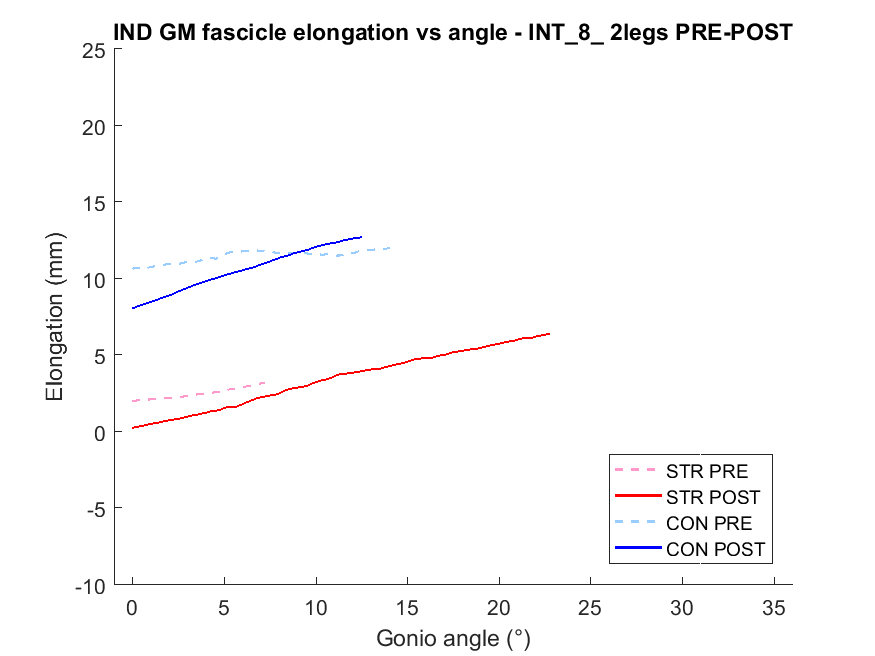 IND GM fascicle elongation vs angle - INT_8_ 2legs PRE-POST
25
20
15
10
5
0
-5
-10
Elongation (mm)
0 5 10 15 20 25 30 35
Gonio angle (°)
STR PRE
STR POST
CON PRE
CON POST